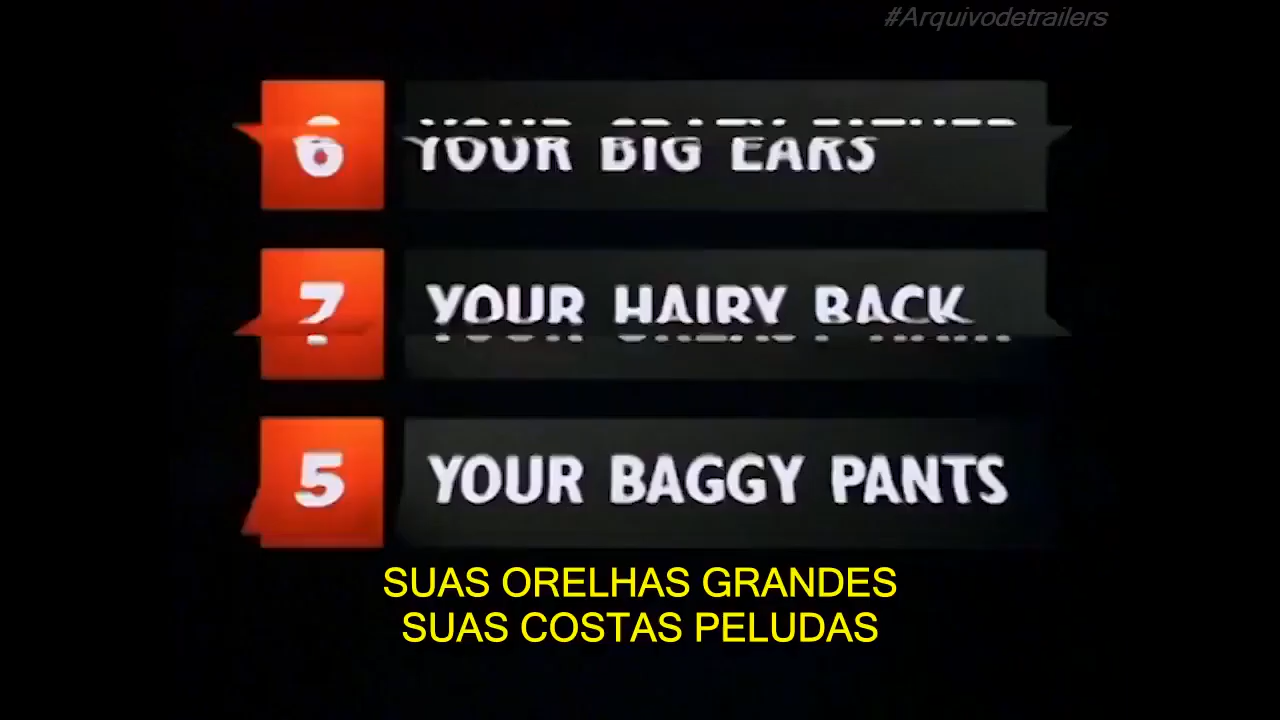 #Arquivodetrailers
6 YOUR BIG EARS
7 YOUR HAIRY BACK
5 YOUR BAGGY PANTS
SUAS ORELHAS GRANDES
SUAS COSTAS PELUDAS